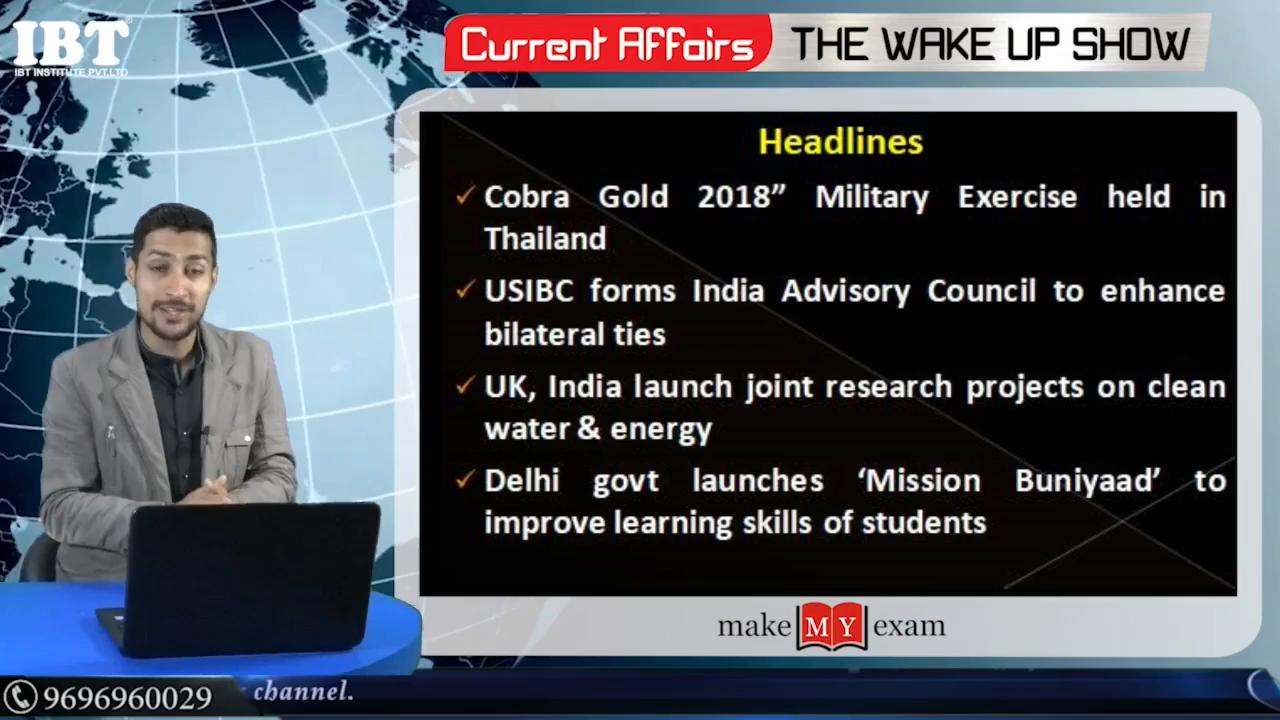 IBT
IBT INSTITUTE PVT.LTD
Current Affairs THE WAKE UP SHOW
Headlines
✓ Cobra Gold 2018” Military Exercise held in
Thailand
✓ USIBC forms India Advisory Council to enhance
bilateral ties
✓ UK, India launch joint research projects on clean
water & energy
✓ Delhi govt launches ‘Mission Buniyaad’ to
improve learning skills of students
make MY exam
9696960029 channel.